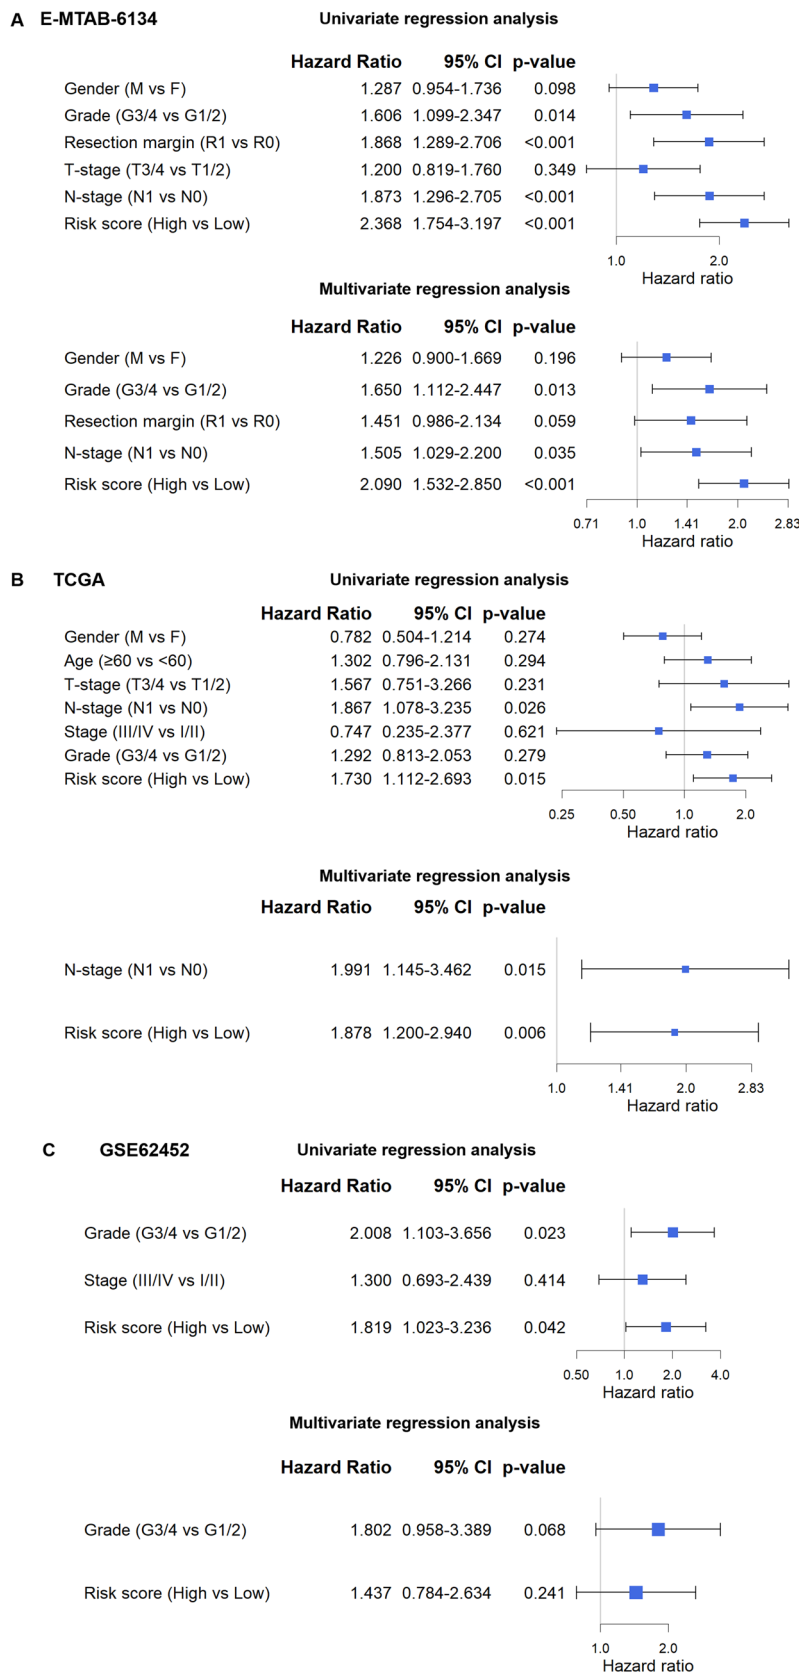 A E-MTAB-6134 Univariate regression analysis
Hazard Ratio 95% CI p-value
Gender (M vs F) 1.287 0.954-1.736 0.098
Grade (G3/4 vs G1/2) 1.606 1.099-2.347 0.014
Resection margin (R1 vs R0) 1.868 1.289-2.706 <0.001
T-stage (T3/4 vs T1/2) 1.200 0.819-1.760 0.349
N-stage (N1 vs N0) 1.873 1.296-2.705 <0.001
Risk score (High vs Low) 2.368 1.754-3.197 <0.001
1.0 2.0
Hazard ratio
Multivariate regression analysis
Hazard Ratio 95% CI p-value
Gender (M vs F) 1.226 0.900-1.669 0.196
Grade (G3/4 vs G1/2) 1.650 1.112-2.447 0.013
Resection margin (R1 vs R0) 1.451 0.986-2.134 0.059
N-stage (N1 vs N0) 1.505 1.029-2.200 0.035
Risk score (High vs Low) 2.090 1.532-2.850 <0.001
0.71 1.0 1.41 2.0 2.83
Hazard ratio
B TCGA Univariate regression analysis
Hazard Ratio 95% CI p-value
Gender (M vs F) 0.782 0.504-1.214 0.274
Age (≥60 vs <60) 1.302 0.796-2.131 0.294
T-stage (T3/4 vs T1/2) 1.567 0.751-3.266 0.231
N-stage (N1 vs N0) 1.867 1.078-3.235 0.026
Stage (III/IV vs I/II) 0.747 0.235-2.377 0.621
Grade (G3/4 vs G1/2) 1.292 0.813-2.053 0.279
Risk score (High vs Low) 1.730 1.112-2.693 0.015
0.25 0.50 1.0 2.0
Hazard ratio
Multivariate regression analysis
Hazard Ratio 95% CI p-value
N-stage (N1 vs N0) 1.991 1.145-3.462 0.015
Risk score (High vs Low) 1.878 1.200-2.940 0.006
1.0 1.41 2.0 2.83
Hazard ratio
C GSE62452 Univariate regression analysis
Hazard Ratio 95% CI p-value
Grade (G3/4 vs G1/2) 2.008 1.103-3.656 0.023
Stage (III/IV vs I/II) 1.300 0.693-2.439 0.414
Risk score (High vs Low) 1.819 1.023-3.236 0.042
0.50 1.0 2.0 4.0
Hazard ratio
Multivariate regression analysis
Hazard Ratio 95% CI p-value
Grade (G3/4 vs G1/2) 1.802 0.958-3.389 0.068
Risk score (High vs Low) 1.437 0.784-2.634 0.241
1.0 2.0
Hazard ratio